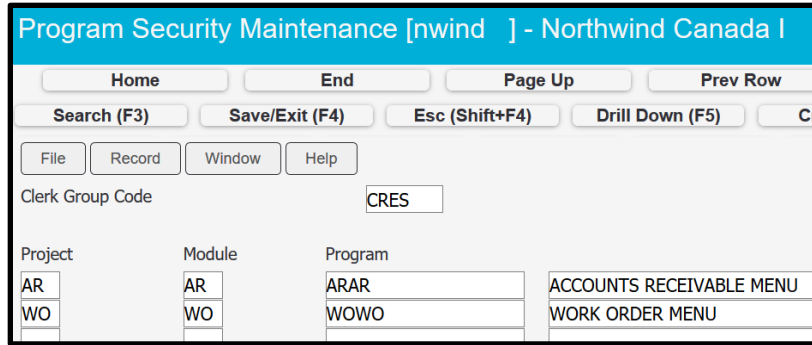 Program Security Maintenance [nwind ] - Northwind Canada I
Home End Page Up Prev Row
Search (F3) Save/Exit (F4) Esc (Shift+F4) Drill Down (F5) C
File Record Window Help
Clerk Group Code CRES
Project Module Program
AR AR ARAR ACCOUNTS RECEIVABLE MENU
WO WO WOWO WORK ORDER MENU